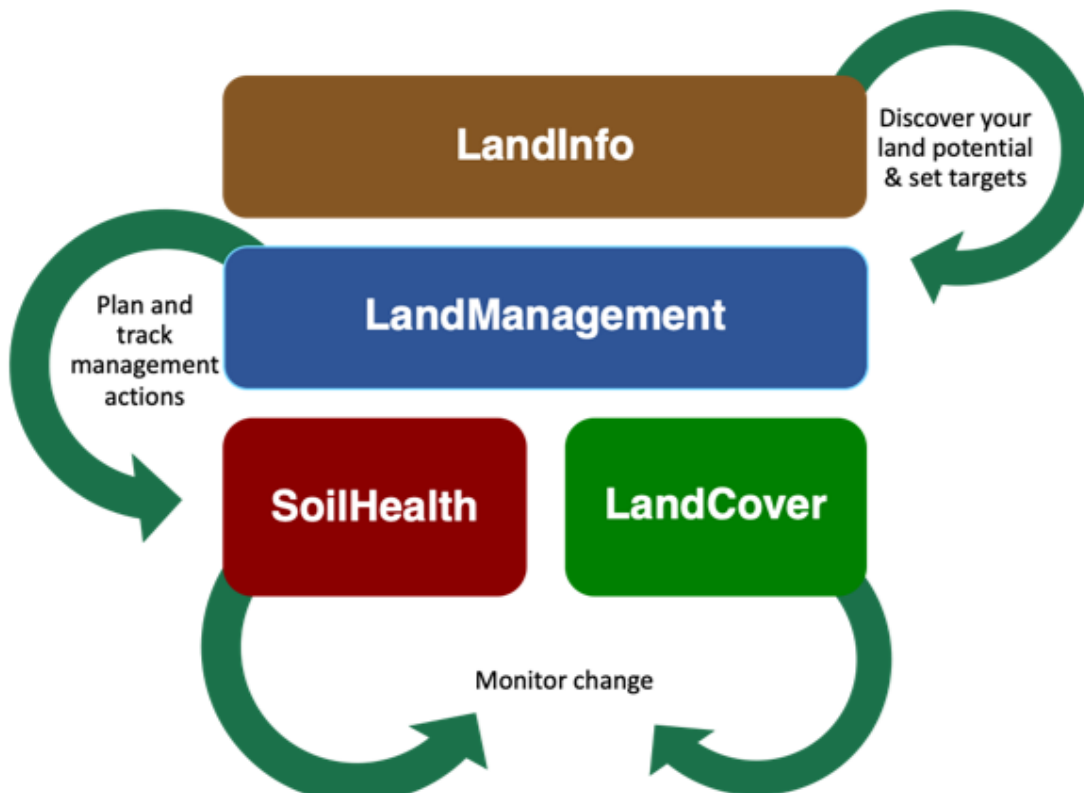 LandInfo
Discover your
land potential
& set targets
LandManagement
Plan and
track
management
actions
SoilHealth
LandCover
Monitor change